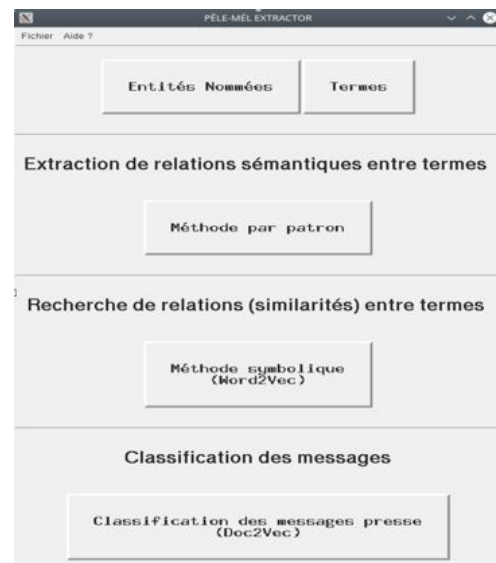 PÊLE-MÊL EXTRACTOR
Fichier Aide ?
Entités Nommées Termes
Extraction de relations sémantiques entre termes
Méthode par patron
Recherche de relations (similarités) entre termes
Méthode symbolique
(Word2Vec)
Classification des messages
Classification des messages presse
(Doc2Vec)